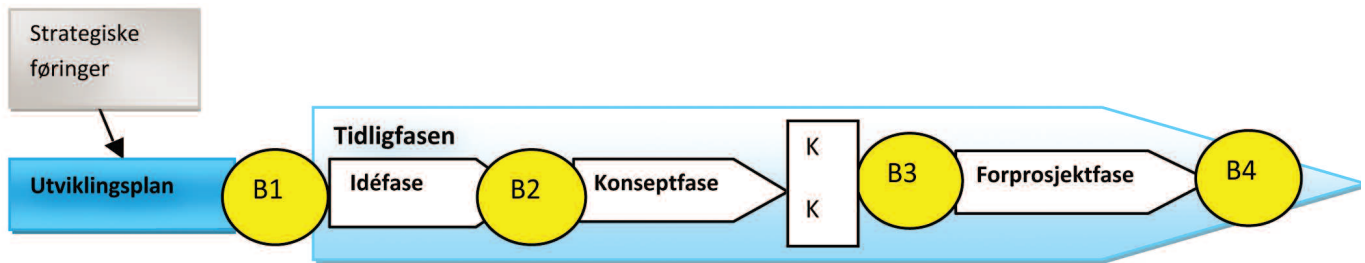 Strategiske
føringer
Tidligfasen
Utviklingsplan
B1
Idéfase
B2
Konseptfase
K
K
B3
Forprosjektfase
B4